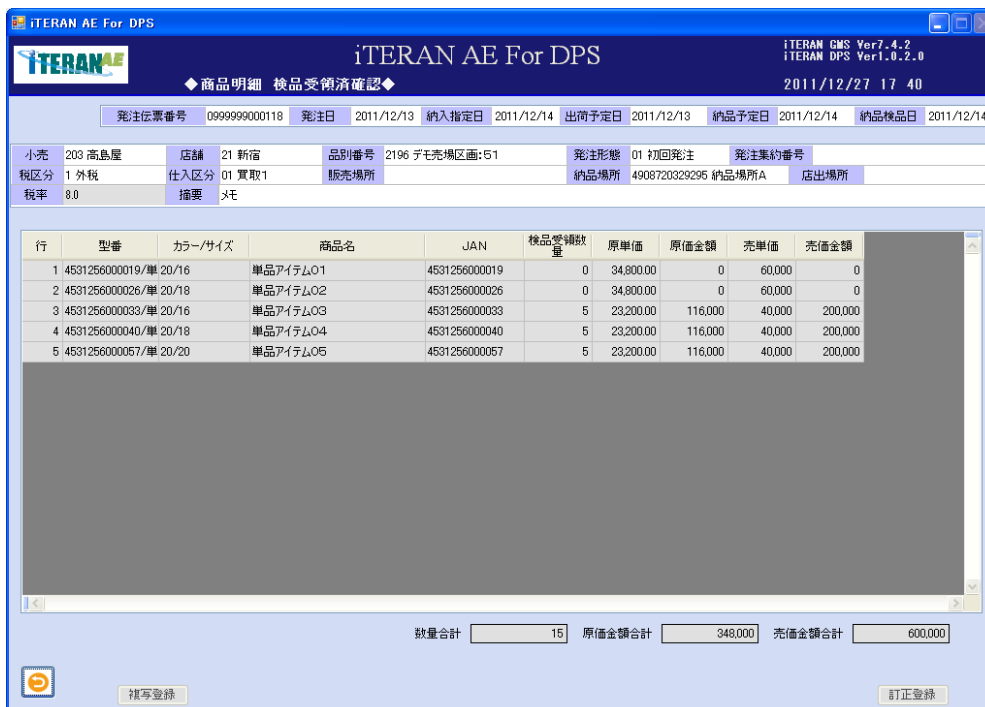 iTERAN AE For DPS
iTERAN AE
iTERAN AE For DPS
iTERAN GMS Ver7.4.2
iTERAN DPS Ver1.0.2.0
◆商品明細 検品受領済確認◆
2011/12/27 17 40
発注伝票番号 0999999000118 発注日 2011/12/13 納入指定日 2011/12/14 出荷予定日 2011/12/13 納品予定日 2011/12/14 納品検品日 2011/12/14
小売 203 高島屋 店舗 21 新宿 品別番号 2196 デモ売場区画:51 発注形態 01 初回発注 発注集約番号
税区分 1 外税 仕入区分 01 買取1 販売場所 納品場所 4908720329295 納品場所A 店出場所
税率 8.0 摘要 メモ
行 型番 カラー/サイズ 商品名 JAN 検品受領数量 原単価 原価金額 売単価 売価金額
1 4531256000019/単 20/16 単品アイテム01 4531256000019 0 34,800.00 0 60,000 0
2 4531256000026/単 20/18 単品アイテム02 4531256000026 0 34,800.00 0 60,000 0
3 4531256000033/単 20/16 単品アイテム03 4531256000033 5 23,200.00 116,000 40,000 200,000
4 4531256000040/単 20/18 単品アイテム04 4531256000040 5 23,200.00 116,000 40,000 200,000
5 4531256000057/単 20/20 単品アイテム05 4531256000057 5 23,200.00 116,000 40,000 200,000
数量合計 15 原価金額合計 348,000 売価金額合計 600,000
複写登録 訂正登録